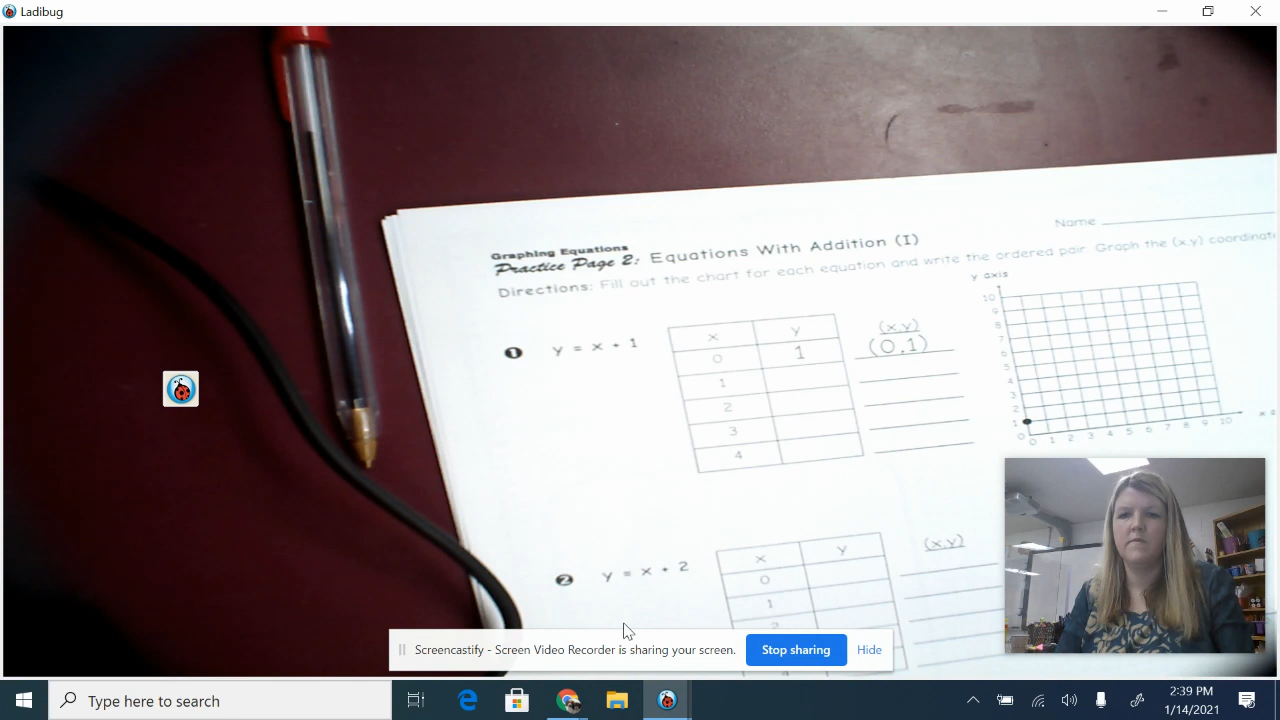 Ladibug
Name
Graphing Equations
Practice Page 2: Equations With Addition (I)
Directions: Fill out the chart for each equation and write the ordered pair. Graph the (x,y) coordinat
y axis
10
9
8
7
6
5
4
3
2
1
0
0 1 2 3 4 5 6 7 8 9 10
x a
1 y = x + 1
x y (x,y)
0 1 (0,1)
1
2
3
4
2 y = x + 2
x y (x,y)
0
1
2
4
Screencastify - Screen Video Recorder is sharing your screen.
Stop sharing
Hide
Type here to search
2:39 PM
1/14/2021